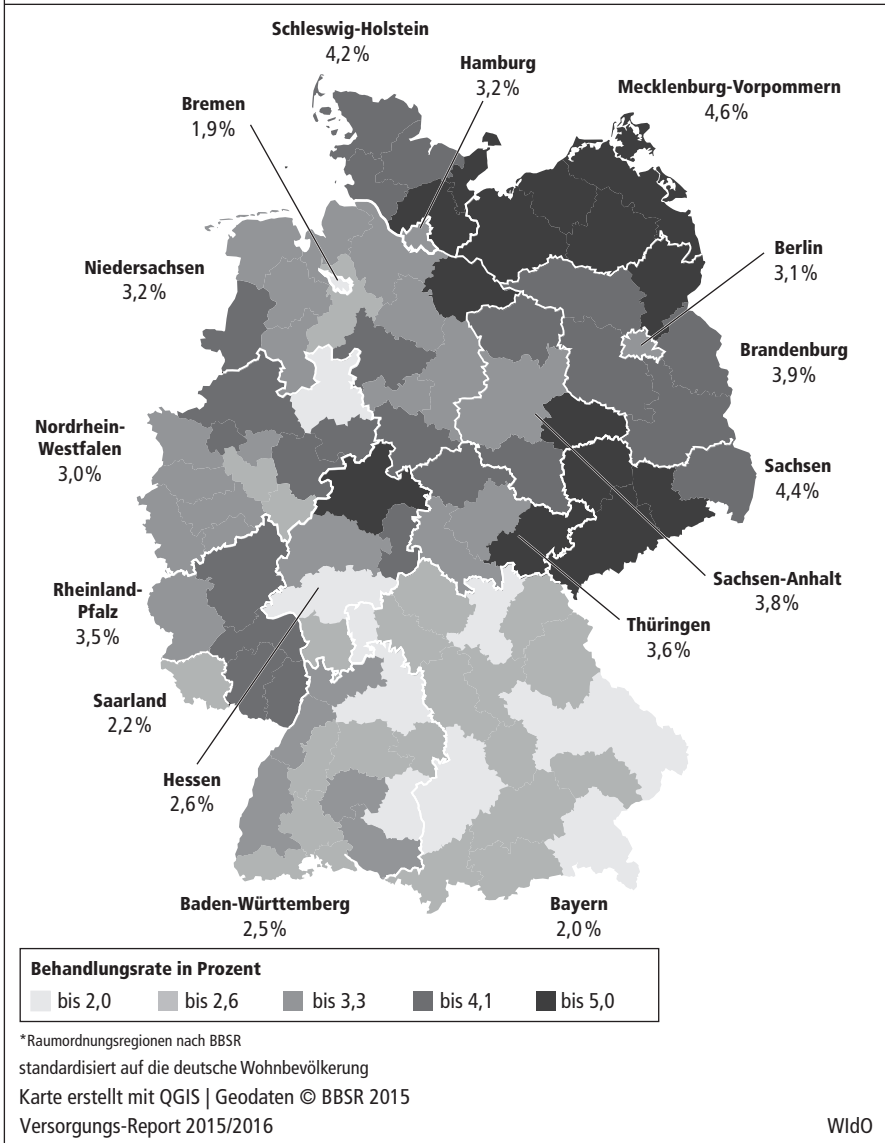 Schleswig-Holstein
4,2%
Hamburg
3,2%
Mecklenburg-Vorpommern
4,6%
Bremen
1,9%
Berlin
3,1%
Niedersachsen
3,2%
Brandenburg
3,9%
Nordrhein-
Westfalen
3,0%
Sachsen
4,4%
Sachsen-Anhalt
3,8%
Rheinland-
Pfalz
3,5%
Thüringen
3,6%
Saarland
2,2%
Hessen
2,6%
Baden-Württemberg
2,5%
Bayern
2,0%
Behandlungsrate in Prozent
bis 2,0 bis 2,6 bis 3,3 bis 4,1 bis 5,0
*Raumordnungsregionen nach BBSR
standardisiert auf die deutsche Wohnbevölkerung
Karte erstellt mit QGIS | Geodaten © BBSR 2015
Versorgungs-Report 2015/2016 WIdO